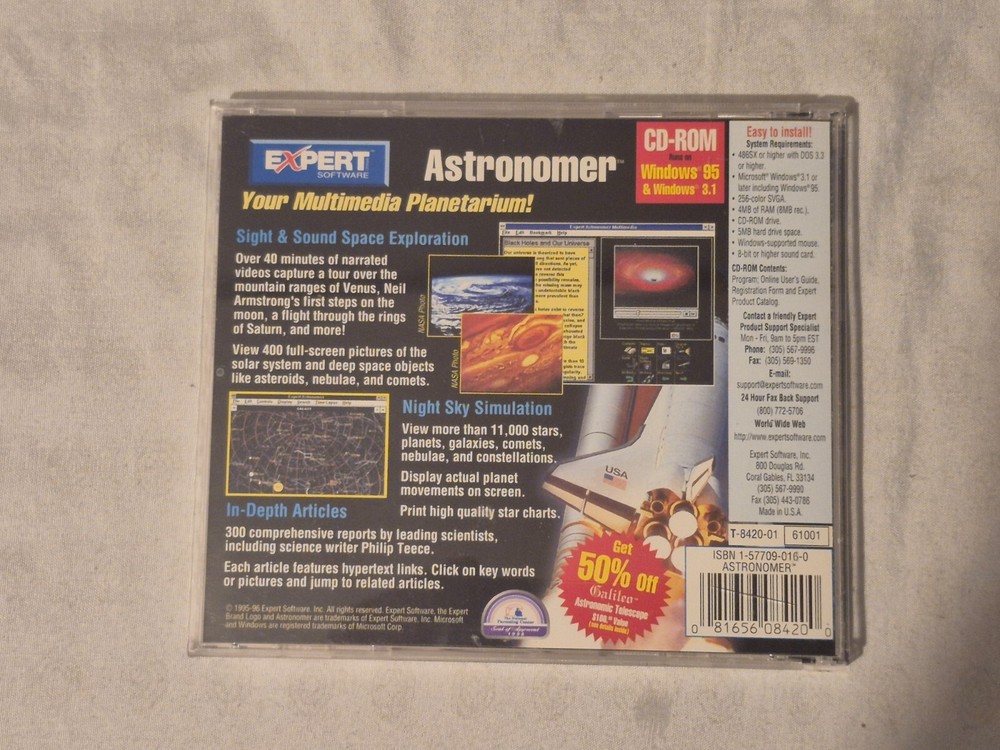 EXPERT
SOFTWARE
Astronomer™
Your Multimedia Planetarium!
CD-ROM
Runs on
Windows® 95
& Windows® 3.1
Sight & Sound Space Exploration
Over 40 minutes of narrated
videos capture a tour over the
mountain ranges of Venus, Neil
Armstrong's first steps on the
moon, a flight through the rings
of Saturn, and more!
View 400 full-screen pictures of the
solar system and deep space objects
like asteroids, nebulae, and comets.
NASA Photo
NASA Photo
Expert Astronomer Multimedia
File Edit Bookmark Help
Black Holes and Our Universe
Night Sky Simulation
View more than 11,000 stars,
planets, galaxies, comets,
nebulae, and constellations.
Display actual planet
movements on screen.
Print high quality star charts.
USA
In-Depth Articles
300 comprehensive reports by leading scientists,
including science writer Philip Teece.
Each article features hypertext links. Click on key words
or pictures and jump to related articles.
© 1995-96 Expert Software, Inc. All rights reserved. Expert Software, the Expert
Brand Logo and Astronomer are trademarks of Expert Software, Inc. Microsoft
and Windows are registered trademarks of Microsoft Corp.
Get
50% Off
Galileo™
Astronomic Telescope
(see details inside)
Easy to install!
System Requirements:
• 486SX or higher with DOS 3.3
or higher.
• Microsoft® Windows® 3.1 or
later including Windows® 95.
• 256-color SVGA.
• 4MB of RAM (8MB rec.).
• CD-ROM drive.
• 5MB hard drive space.
• Windows-supported mouse.
• 8-bit or higher sound card.
CD-ROM Contents:
Program, Online User's Guide,
Registration Form and Expert
Product Catalog.
Contact a friendly Expert
Product Support Specialist
Mon - Fri, 9am to 5pm EST
Phone: (305) 567-9996
Fax: (305) 569-1350
E-mail:
support@expertsoftware.com
24 Hour Fax Back Support
(800) 772-5706
World Wide Web
http://www.expertsoftware.com
Expert Software, Inc.
800 Douglas Rd.
Coral Gables, FL 33134
(305) 567-9990
Fax (305) 443-0786
Made in U.S.A.
T-8420-01 61001
ISBN 1-57709-016-0
ASTRONOMER™
0 81656 08420 0